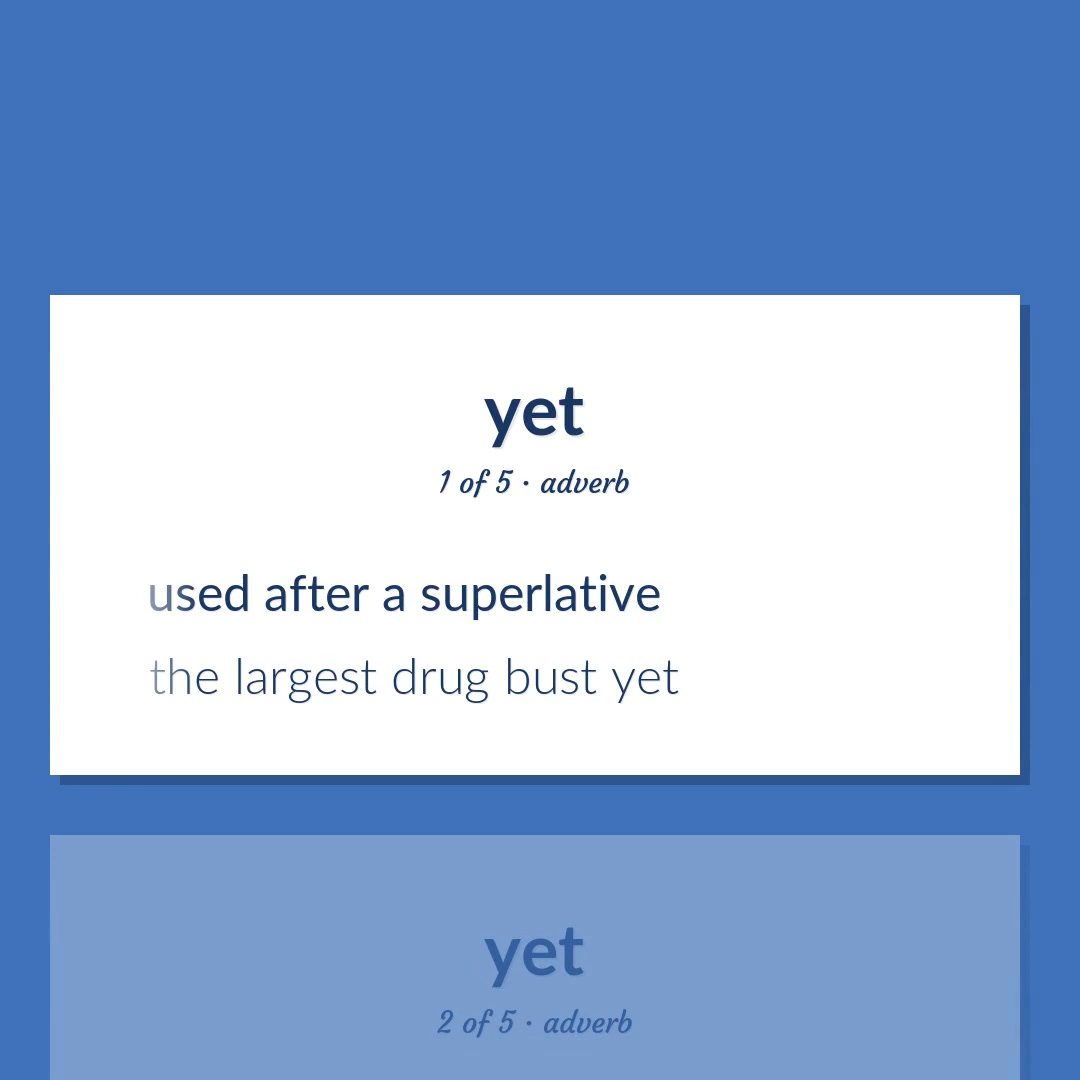 yet
1 of 5 · adverb
used after a superlative
the largest drug bust yet
yet
2 of 5 · adverb